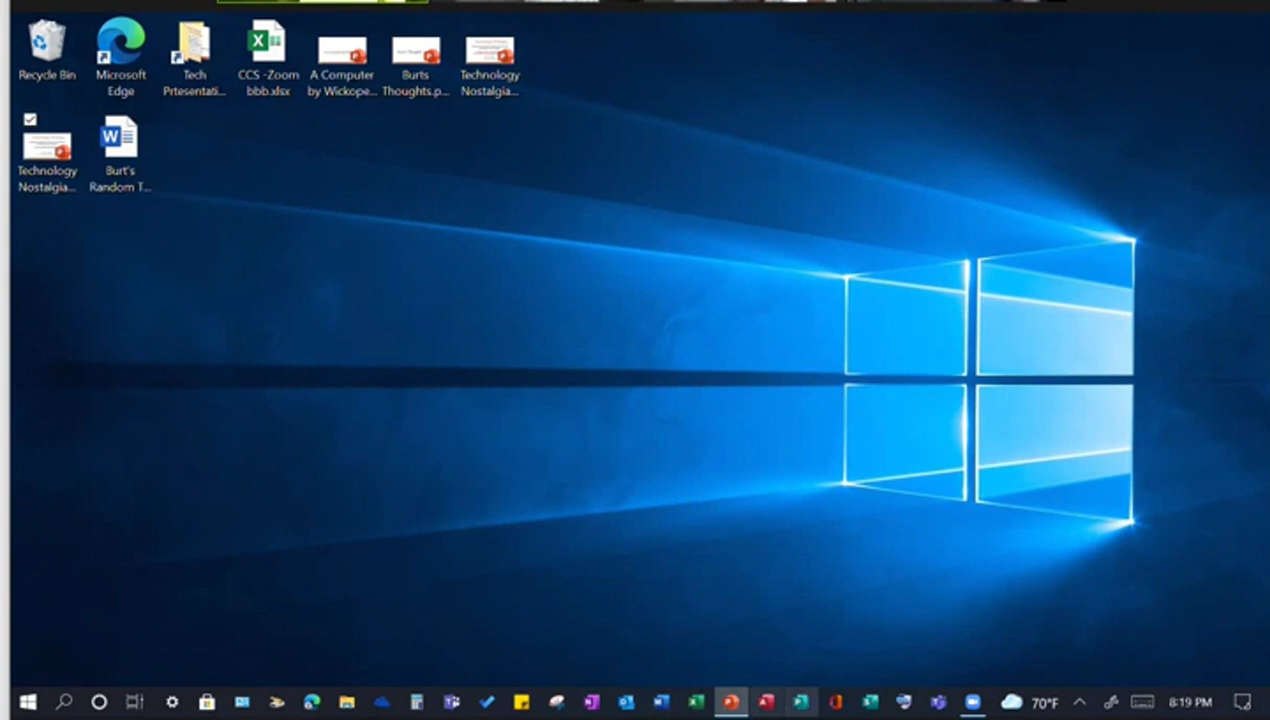 Recycle Bin
Microsoft
Edge
Tech
Prtesentati...
CCS -Zoom
bbb.xlsx
A Computer
by Wickope...
Burts
Thoughts.p...
Technology
Nostalgia...
Technology
Nostalgia...
Burt's
Random T...
70°F
8:19 PM